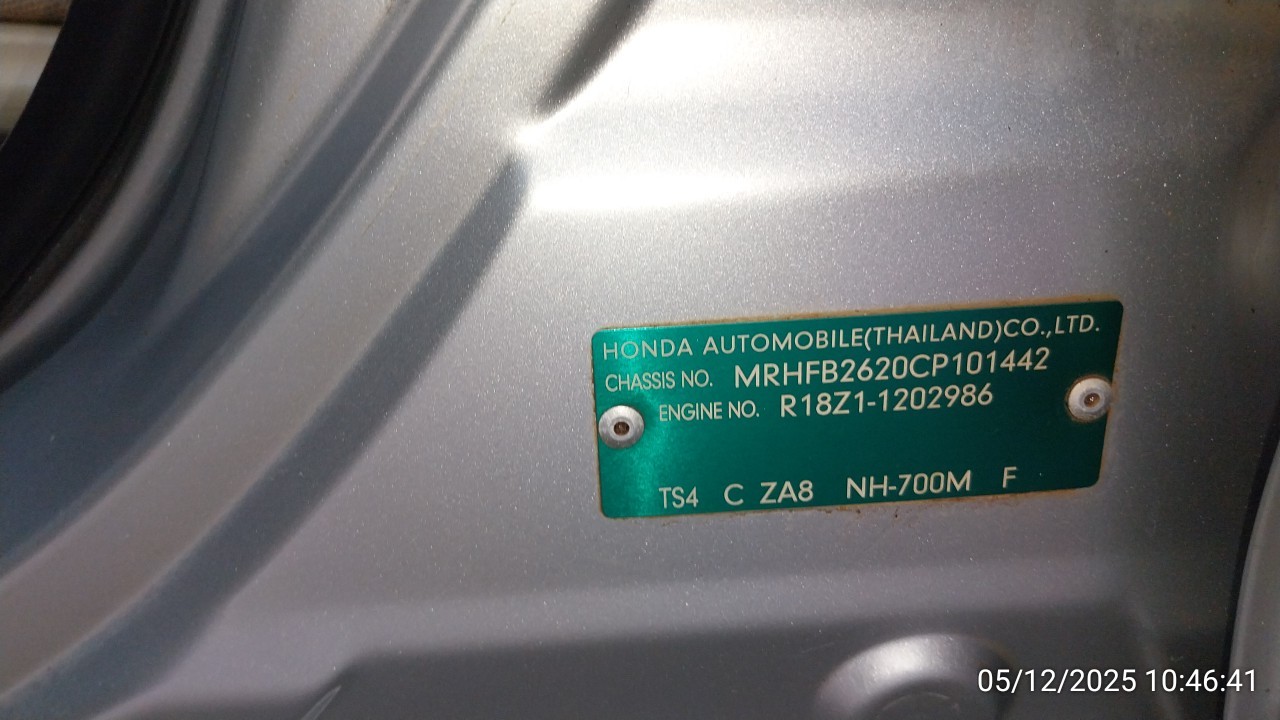 HONDA AUTOMOBILE(THAILAND)CO.,LTD.
CHASSIS NO. MRHFB2620CP101442
ENGINE NO. R18Z1-1202986
TS4 C ZA8 NH-700M F
05/12/2025 10:46:41